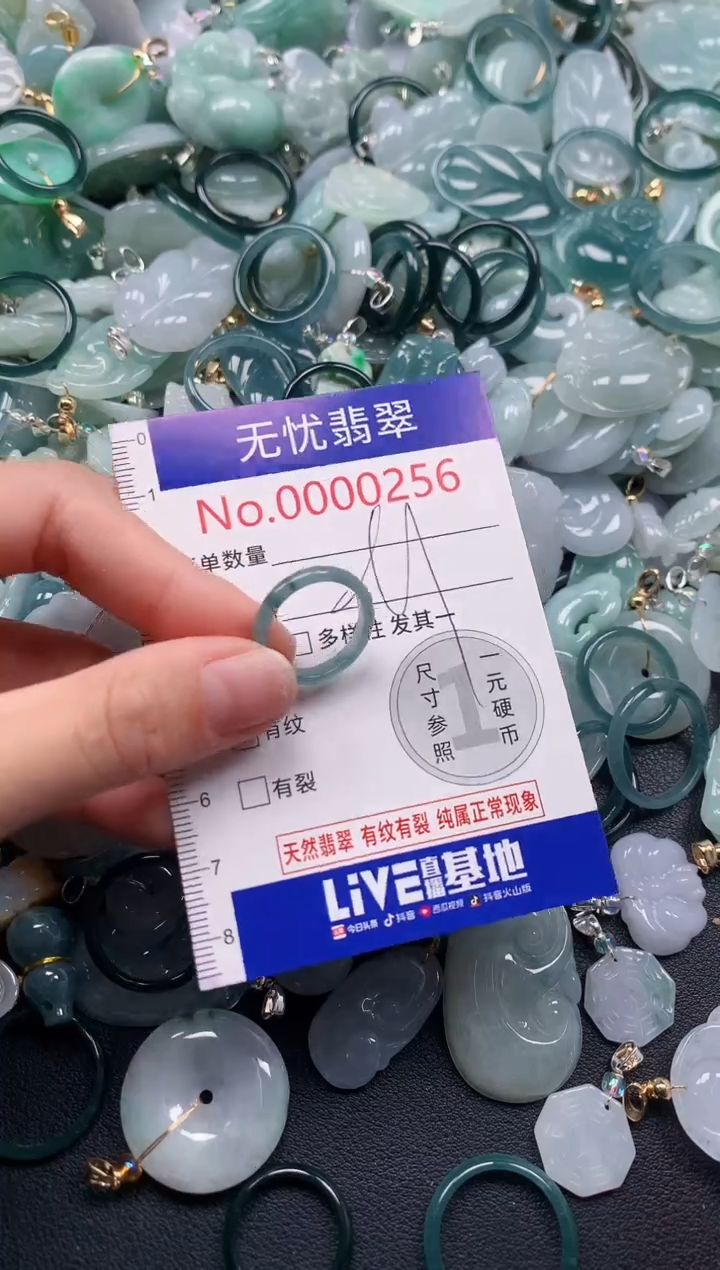 0
无忧翡翠
1
No.0000256
单数量
多样性 发其一
尺寸参照
1
一元硬币
有纹
6
有裂
天然翡翠 有纹有裂 纯属正常现象
7
LiVE直播基地
8
今日头条 抖音 西瓜视频 抖音火山版